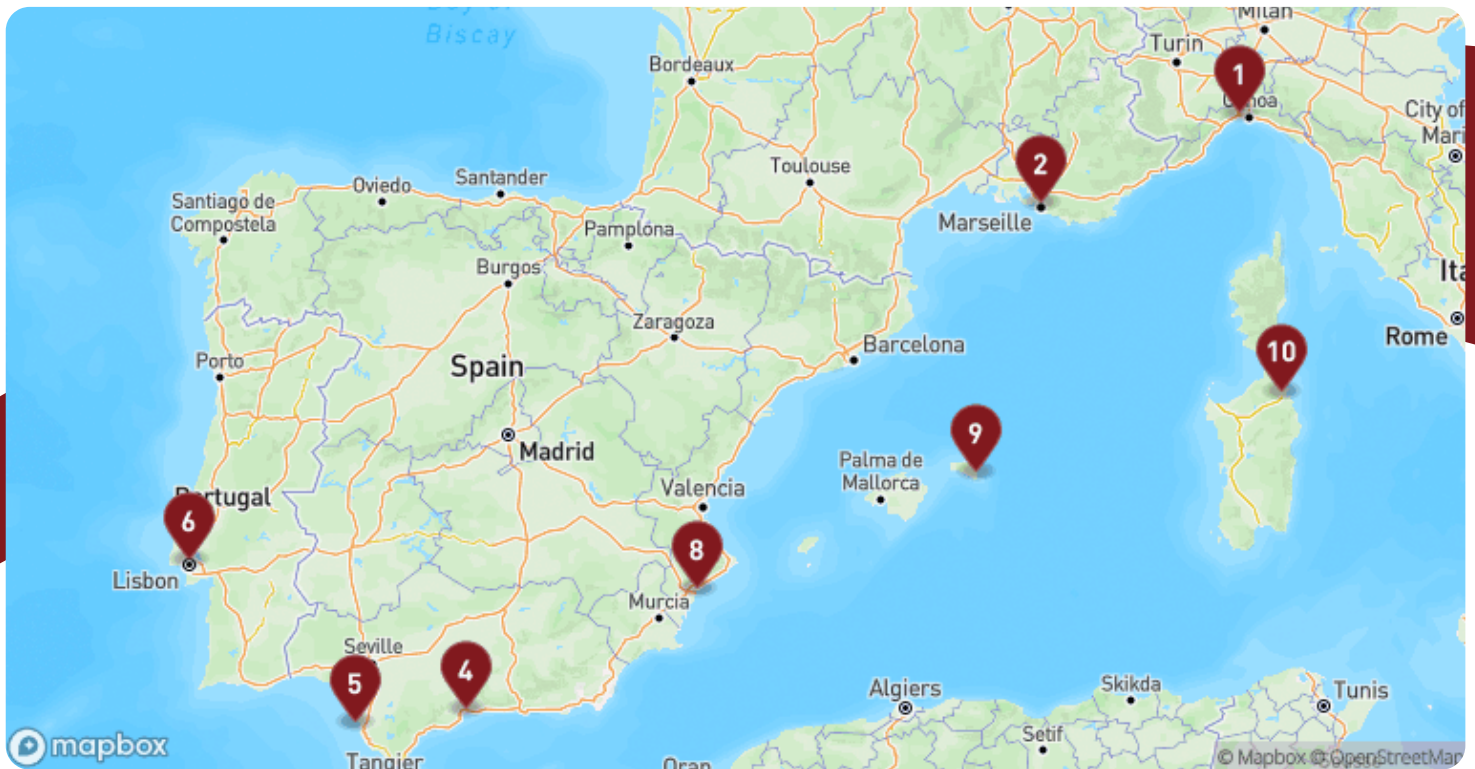 Biscay
Milan
Turin
Bordeaux
1
City of
2
Toulouse
Santander
Oviedo
Santiago de
Compostela
Marseille
Pamplona
Burgos
Zaragoza
Rome
Barcelona
Porto
Spain
10
Madrid
9
Palma de
Mallorca
Valencia
Portugal
6
8
Lisbon
Murcia
Seville
4
5
Algiers
Skikda
Tunis
Setif
mapbox
Tangier
Oran
© Mapbox © OpenStreetMap